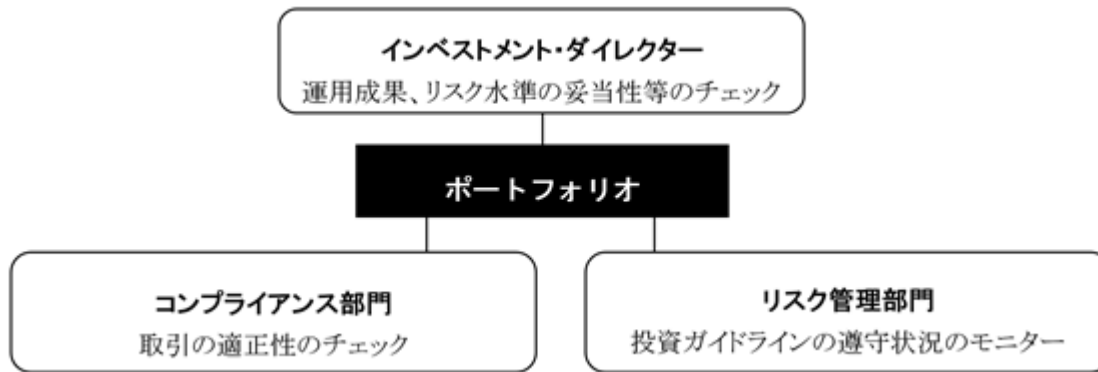 インベストメント・ダイレクター
運用成果、リスク水準の妥当性等のチェック
ポートフォリオ
コンプライアンス部門
取引の適正性のチェック
リスク管理部門
投資ガイドラインの遵守状況のモニター